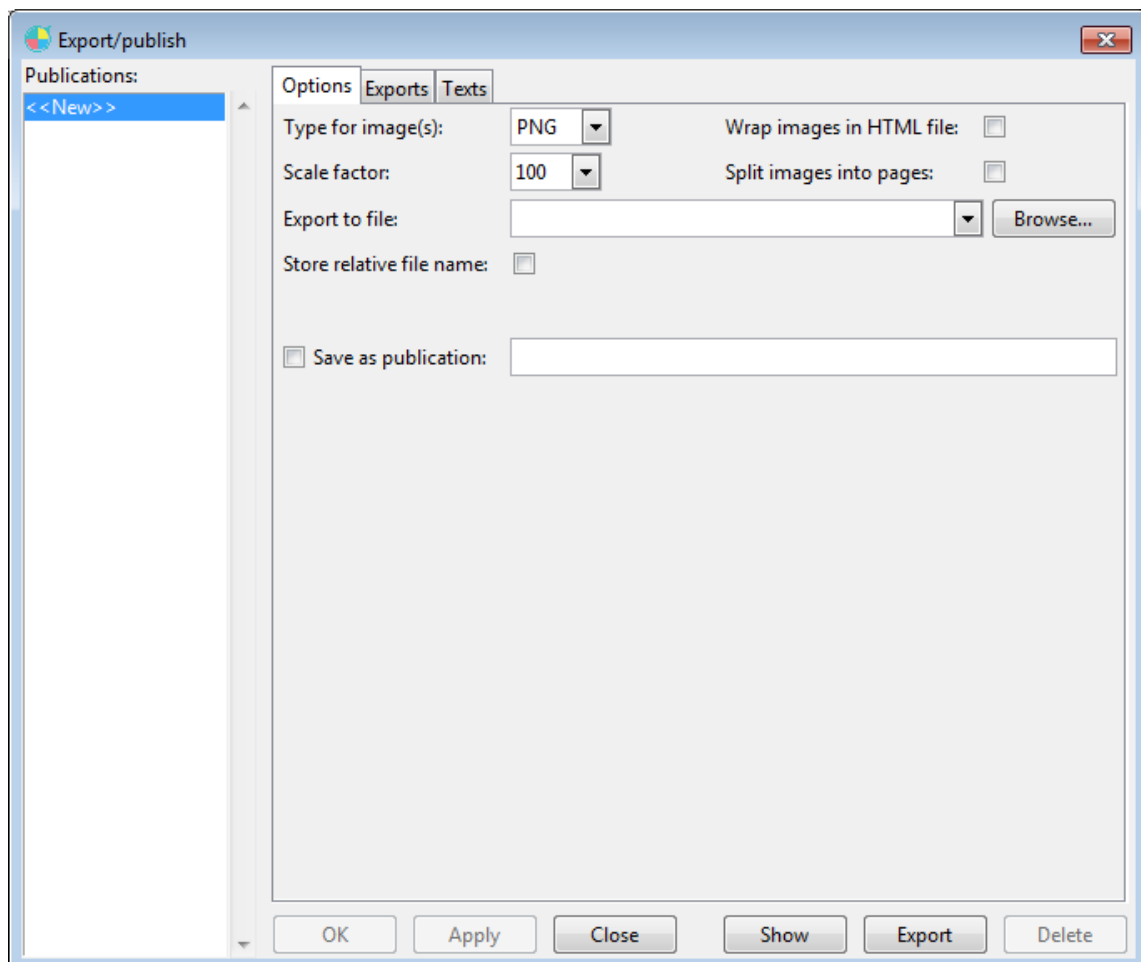 Export/publish
Publications:
<<New>>
Options Exports Texts
Type for image(s): PNG Wrap images in HTML file:
Scale factor: 100 Split images into pages:
Export to file: Browse...
Store relative file name:
Save as publication:
OK Apply Close Show Export Delete